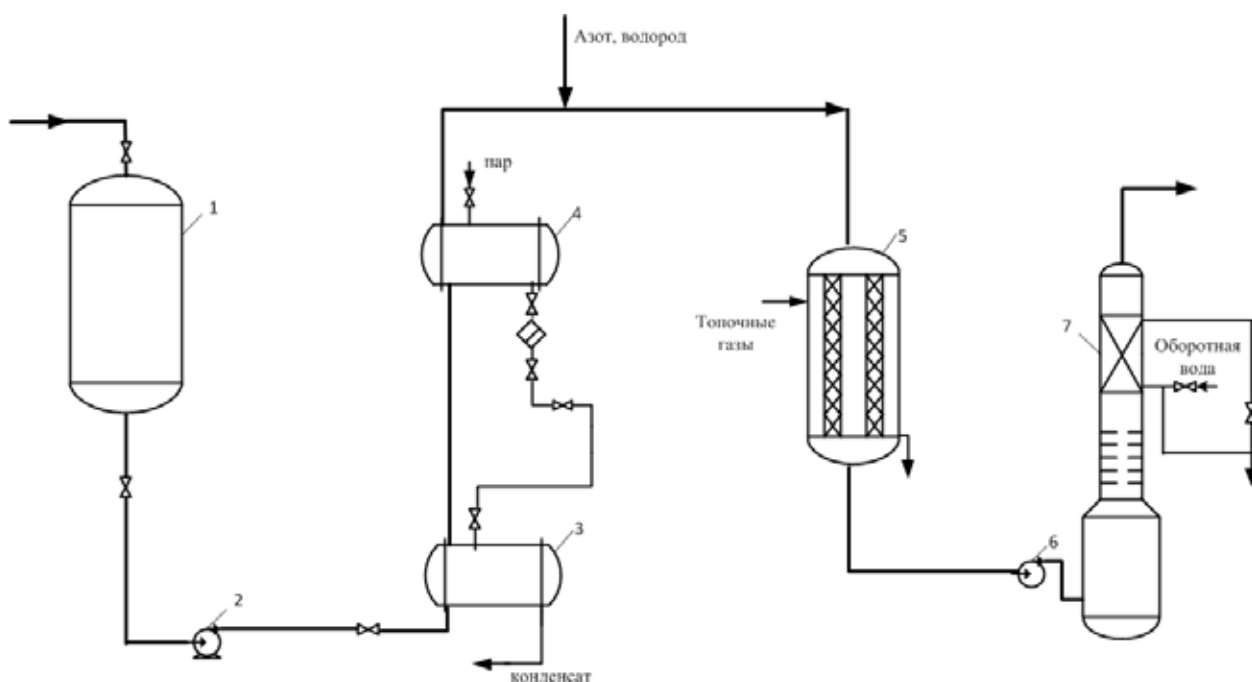 Азот, водород
пар
1
4
5
Топочные
газы
7
Оборотная
вода
3
6
2
конденсат